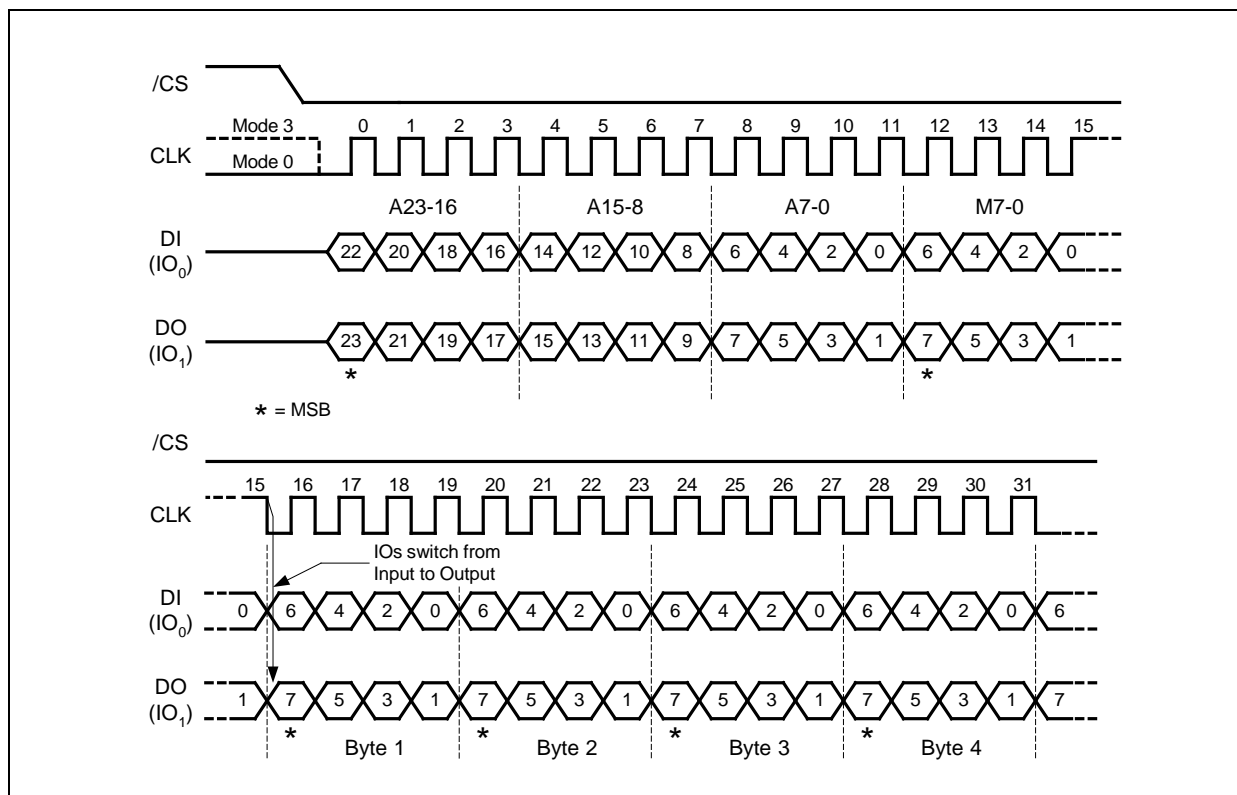 /CS
Mode 3
0 1 2 3 4 5 6 7 8 9 10 11 12 13 14 15
CLK
Mode 0
A23-16 A15-8 A7-0 M7-0
DI
(IO0)
22 20 18 16 14 12 10 8 6 4 2 0 6 4 2 0
DO
(IO1)
23 21 19 17 15 13 11 9 7 5 3 1 7 5 3 1
* *
* = MSB
/CS
15 16 17 18 19 20 21 22 23 24 25 26 27 28 29 30 31
CLK
IOs switch from
Input to Output
DI
(IO0)
0 6 4 2 0 6 4 2 0 6 4 2 0 6 4 2 0 6
DO
(IO1)
1 7 5 3 1 7 5 3 1 7 5 3 1 7 5 3 1 7
* * * *
Byte 1 Byte 2 Byte 3 Byte 4